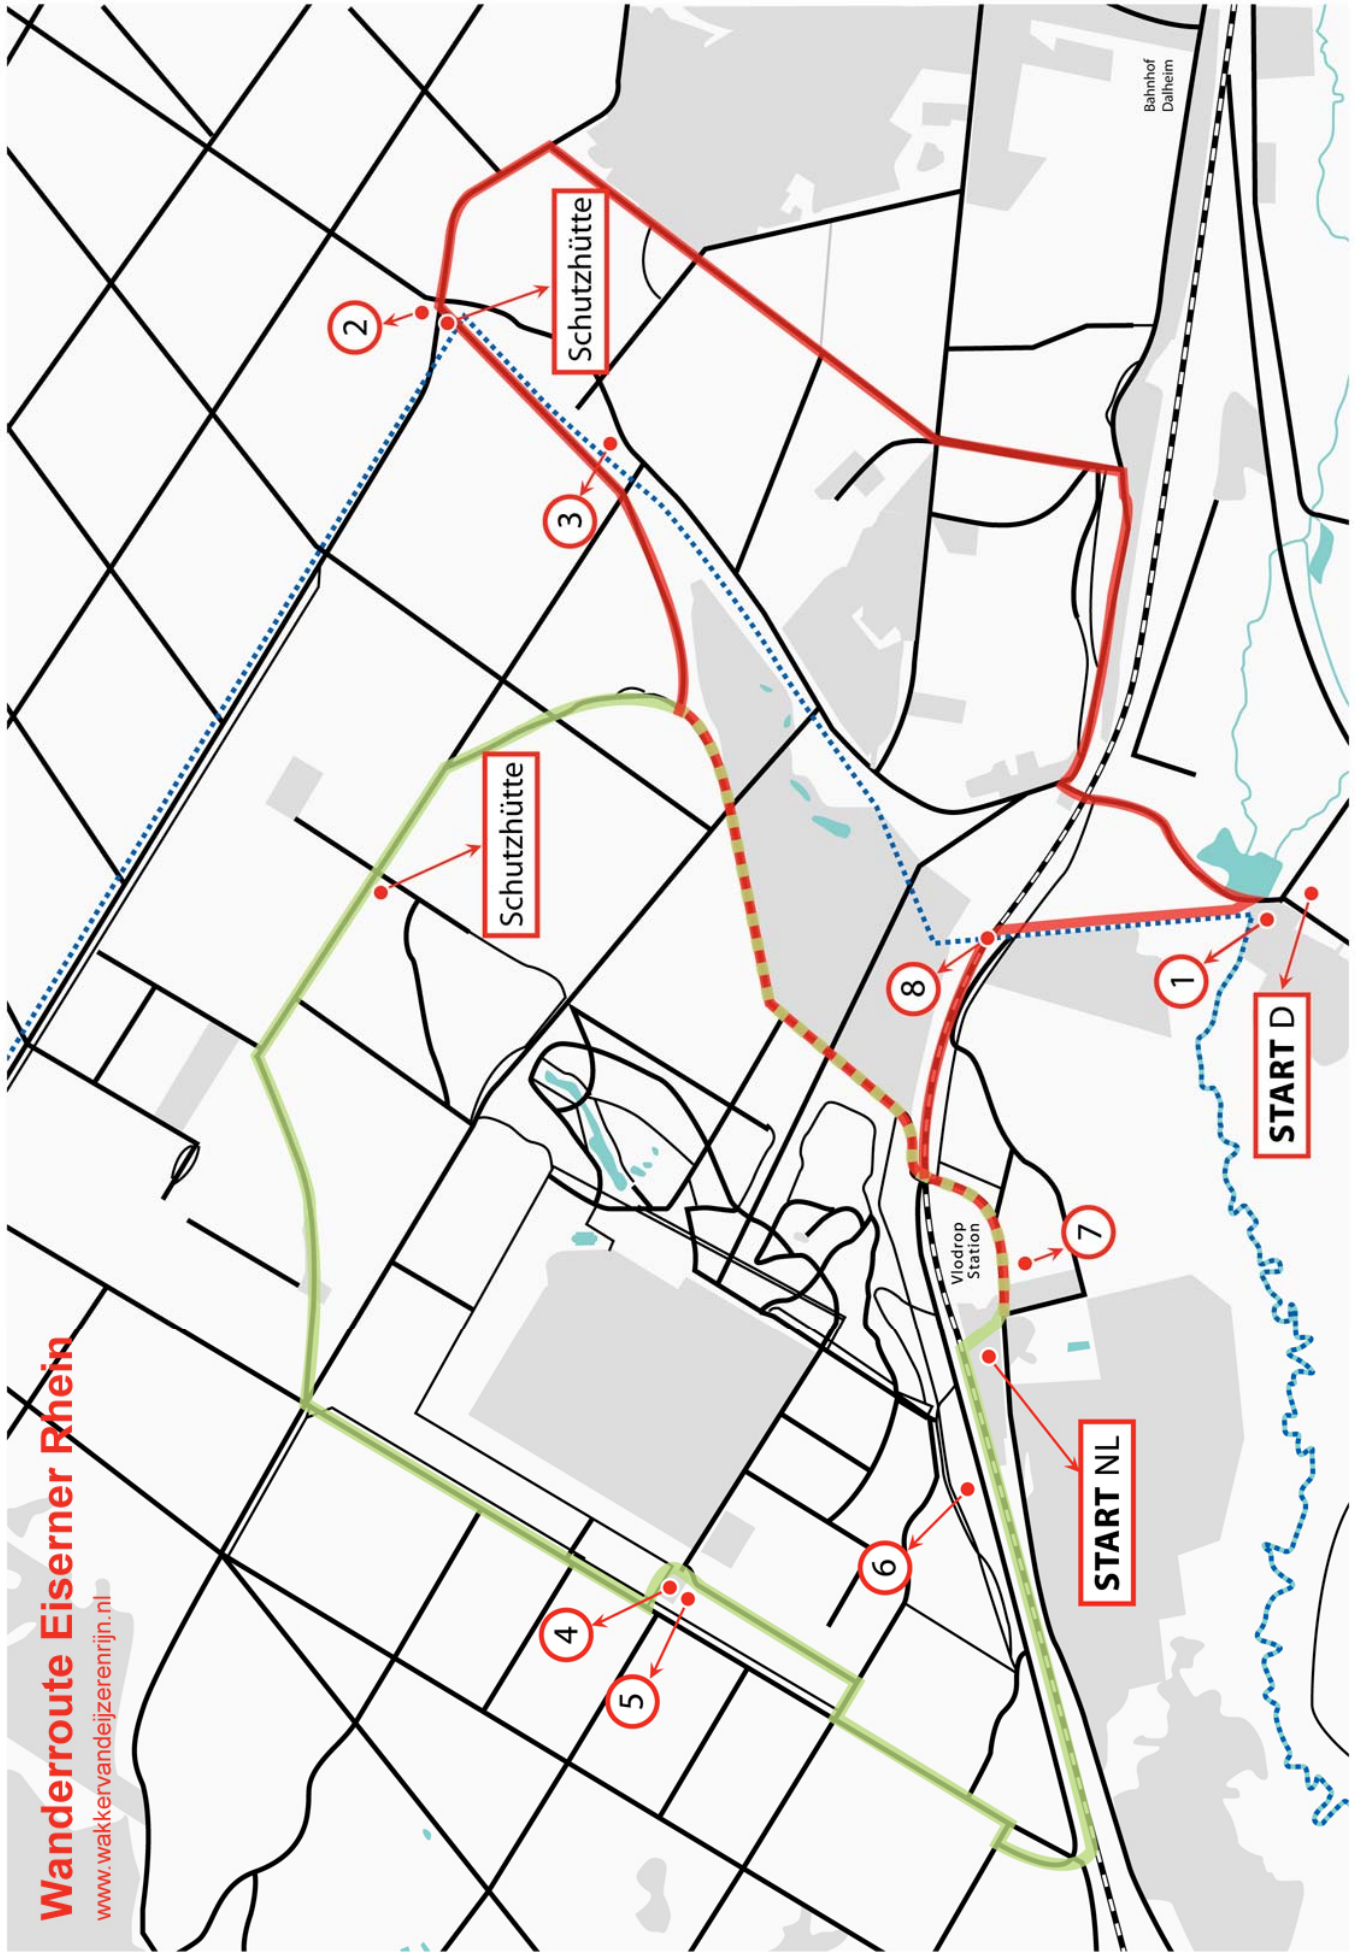 Wanderroute Eiserner Rhein
www.wakkervandeijzerenrijn.nl
2
Schutzhütte
3
Bahnhof
Dalheim
Schutzhütte
8
1
START D
Vlodrop
Station
7
4
5
6
START NL